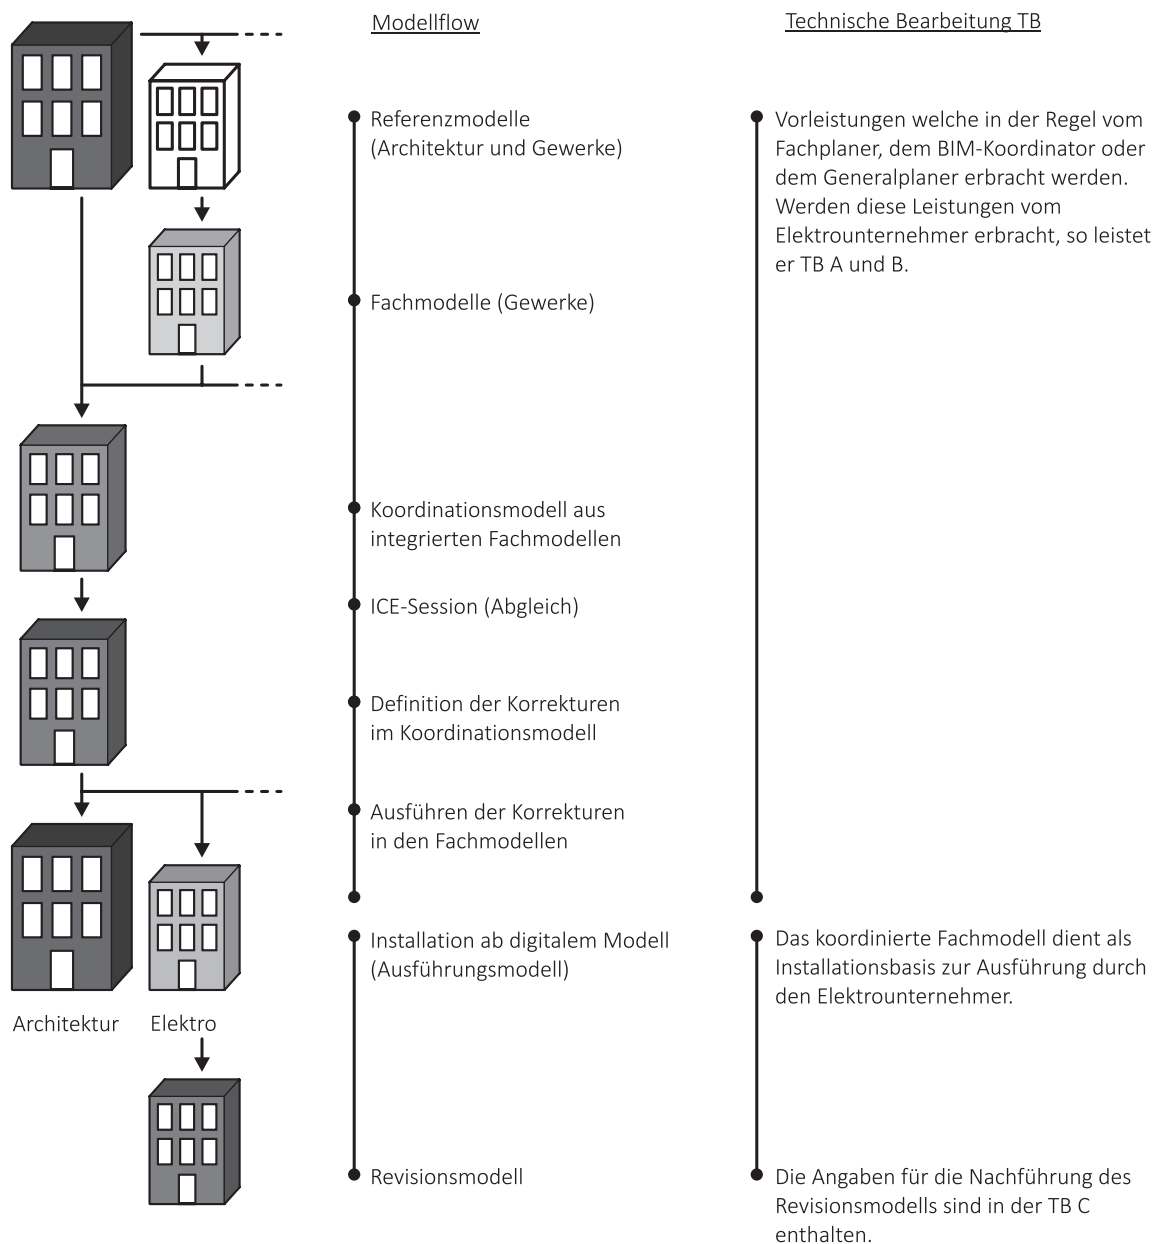 Modellflow
Technische Bearbeitung TB
Referenzmodelle
(Architektur und Gewerke)
Vorleistungen welche in der Regel vom
Fachplaner, dem BIM-Koordinator oder
dem Generalplaner erbracht werden.
Werden diese Leistungen vom
Elektrounternehmer erbracht, so leistet
er TB A und B.
Fachmodelle (Gewerke)
Koordinationsmodell aus
integrierten Fachmodellen
ICE-Session (Abgleich)
Definition der Korrekturen
im Koordinationsmodell
Ausführen der Korrekturen
in den Fachmodellen
Installation ab digitalem Modell
(Ausführungsmodell)
Das koordinierte Fachmodell dient als
Installationsbasis zur Ausführung durch
den Elektrounternehmer.
Architektur
Elektro
Revisionsmodell
Die Angaben für die Nachführung des
Revisionsmodells sind in der TB C
enthalten.